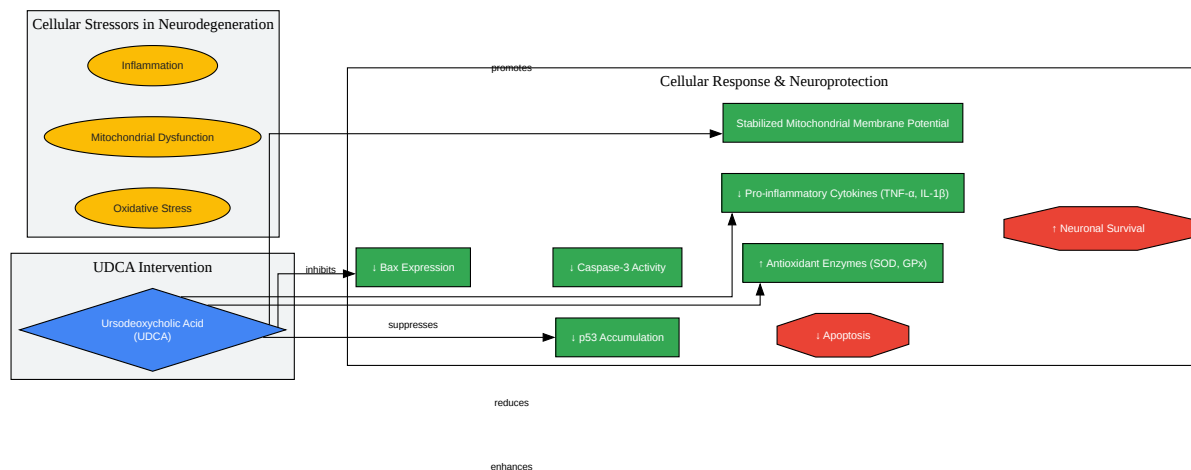 Cellular Stressors in Neurodegeneration
Inflammation
Mitochondrial Dysfunction
Oxidative Stress
UDCA Intervention
Ursodeoxycholic Acid
(UDCA)
promotes
Cellular Response & Neuroprotection
Stabilized Mitochondrial Membrane Potential
↓ Pro-inflammatory Cytokines (TNF-α, IL-1β)
↑ Neuronal Survival
↑ Antioxidant Enzymes (SOD, GPx)
inhibits
↓ Bax Expression
↓ Caspase-3 Activity
suppresses
↓ p53 Accumulation
↓ Apoptosis
reduces
enhances